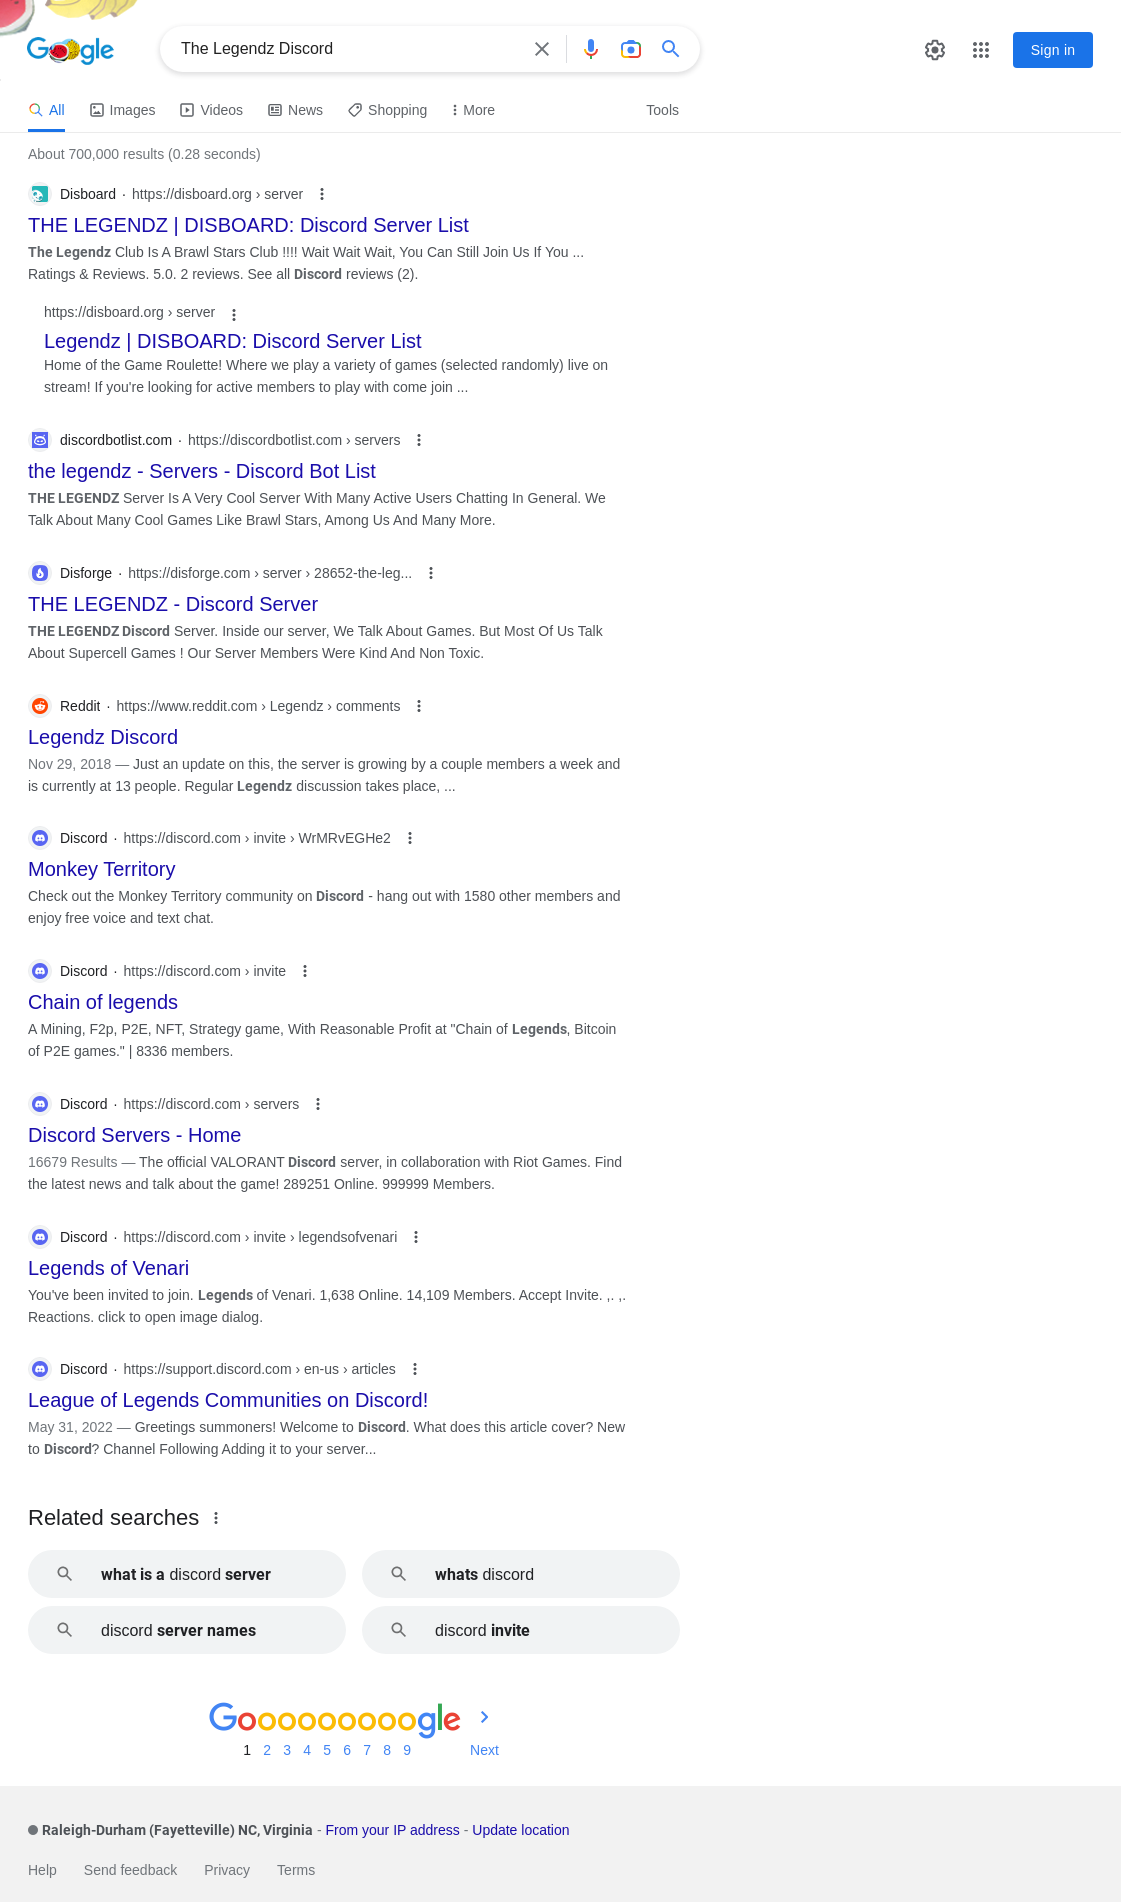 Google
The Legendz Discord
Sign in
All Images Videos News Shopping More Tools
About 700,000 results (0.28 seconds)
Disboard · https://disboard.org › server
THE LEGENDZ | DISBOARD: Discord Server List
The Legendz Club Is A Brawl Stars Club !!!! Wait Wait Wait, You Can Still Join Us If You ...
Ratings & Reviews. 5.0. 2 reviews. See all Discord reviews (2).
https://disboard.org › server
Legendz | DISBOARD: Discord Server List
Home of the Game Roulette! Where we play a variety of games (selected randomly) live on
stream! If you're looking for active members to play with come join ...
discordbotlist.com · https://discordbotlist.com › servers
the legendz - Servers - Discord Bot List
THE LEGENDZ Server Is A Very Cool Server With Many Active Users Chatting In General. We
Talk About Many Cool Games Like Brawl Stars, Among Us And Many More.
Disforge · https://disforge.com › server › 28652-the-leg...
THE LEGENDZ - Discord Server
THE LEGENDZ Discord Server. Inside our server, We Talk About Games. But Most Of Us Talk
About Supercell Games ! Our Server Members Were Kind And Non Toxic.
Reddit · https://www.reddit.com › Legendz › comments
Legendz Discord
Nov 29, 2018 — Just an update on this, the server is growing by a couple members a week and
is currently at 13 people. Regular Legendz discussion takes place, ...
Discord · https://discord.com › invite › WrMRvEGHe2
Monkey Territory
Check out the Monkey Territory community on Discord - hang out with 1580 other members and
enjoy free voice and text chat.
Discord · https://discord.com › invite
Chain of legends
A Mining, F2p, P2E, NFT, Strategy game, With Reasonable Profit at "Chain of Legends, Bitcoin
of P2E games." | 8336 members.
Discord · https://discord.com › servers
Discord Servers - Home
16679 Results — The official VALORANT Discord server, in collaboration with Riot Games. Find
the latest news and talk about the game! 289251 Online. 999999 Members.
Discord · https://discord.com › invite › legendsofvenari
Legends of Venari
You've been invited to join. Legends of Venari. 1,638 Online. 14,109 Members. Accept Invite. ,. ,.
Reactions. click to open image dialog.
Discord · https://support.discord.com › en-us › articles
League of Legends Communities on Discord!
May 31, 2022 — Greetings summoners! Welcome to Discord. What does this article cover? New
to Discord? Channel Following Adding it to your server...
Related searches
what is a discord server
whats discord
discord server names
discord invite
Gooooooooogle
1 2 3 4 5 6 7 8 9 Next
Raleigh-Durham (Fayetteville) NC, Virginia - From your IP address - Update location
Help Send feedback Privacy Terms